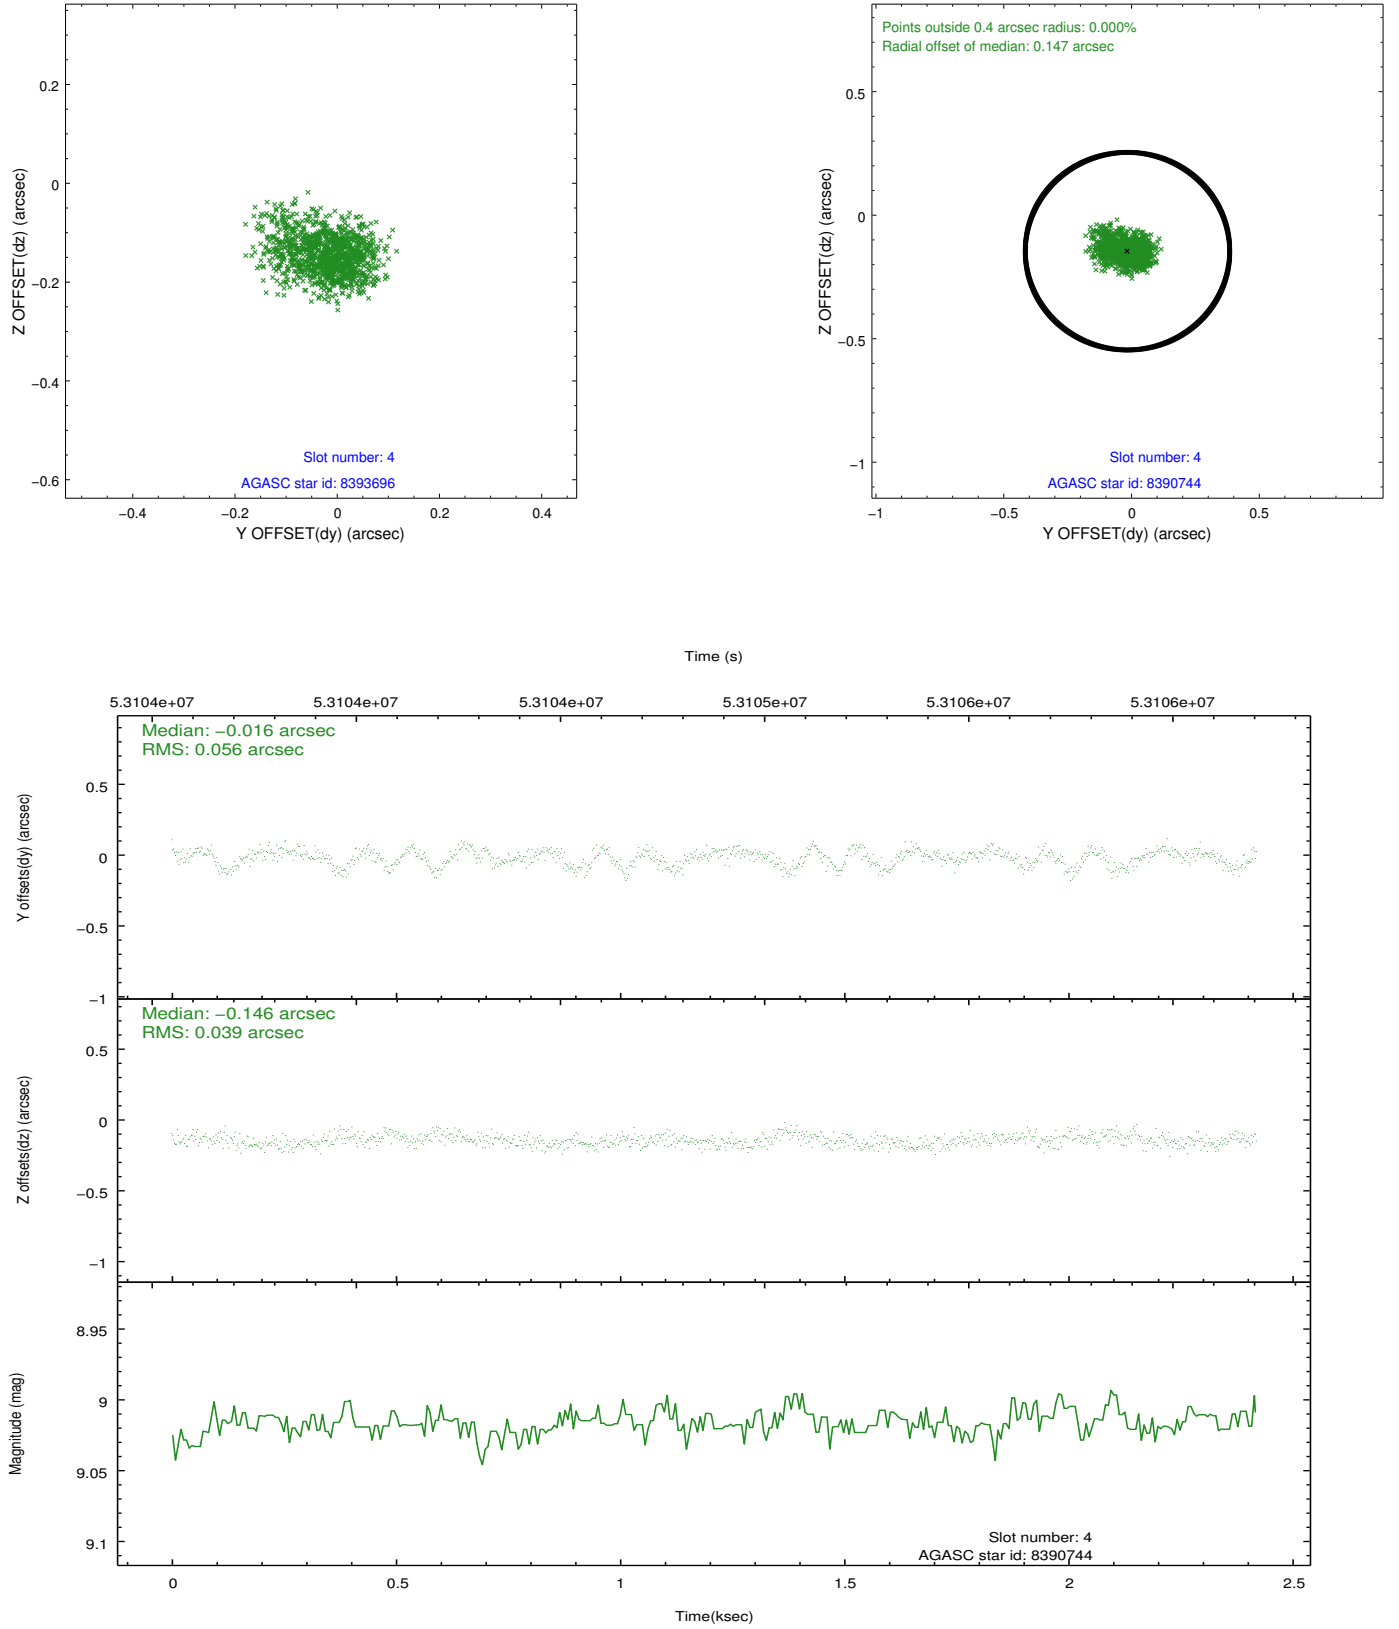 0.2
0
−0.2
−0.4
−0.6
Z OFFSET(dz) (arcsec)
Slot number: 4
AGASC star id: 8393696
−0.4 −0.2 0 0.2 0.4
Y OFFSET(dy) (arcsec)
Points outside 0.4 arcsec radius: 0.000%
Radial offset of median: 0.147 arcsec
0.5
0
−0.5
−1
Z OFFSET(dz) (arcsec)
Slot number: 4
AGASC star id: 8390744
−1 −0.5 0 0.5
Y OFFSET(dy) (arcsec)
Time (s)
5.3104e+07 5.3104e+07 5.3104e+07 5.3105e+07 5.3106e+07 5.3106e+07
Median: −0.016 arcsec
RMS: 0.056 arcsec
0.5
0
−0.5
−1
Y offsets(dy) (arcsec)
Median: −0.146 arcsec
RMS: 0.039 arcsec
0.5
0
−0.5
−1
Z offsets(dz) (arcsec)
8.95
9
9.05
9.1
Magnitude (mag)
Slot number: 4
AGASC star id: 8390744
0 0.5 1 1.5 2 2.5
Time(ksec)